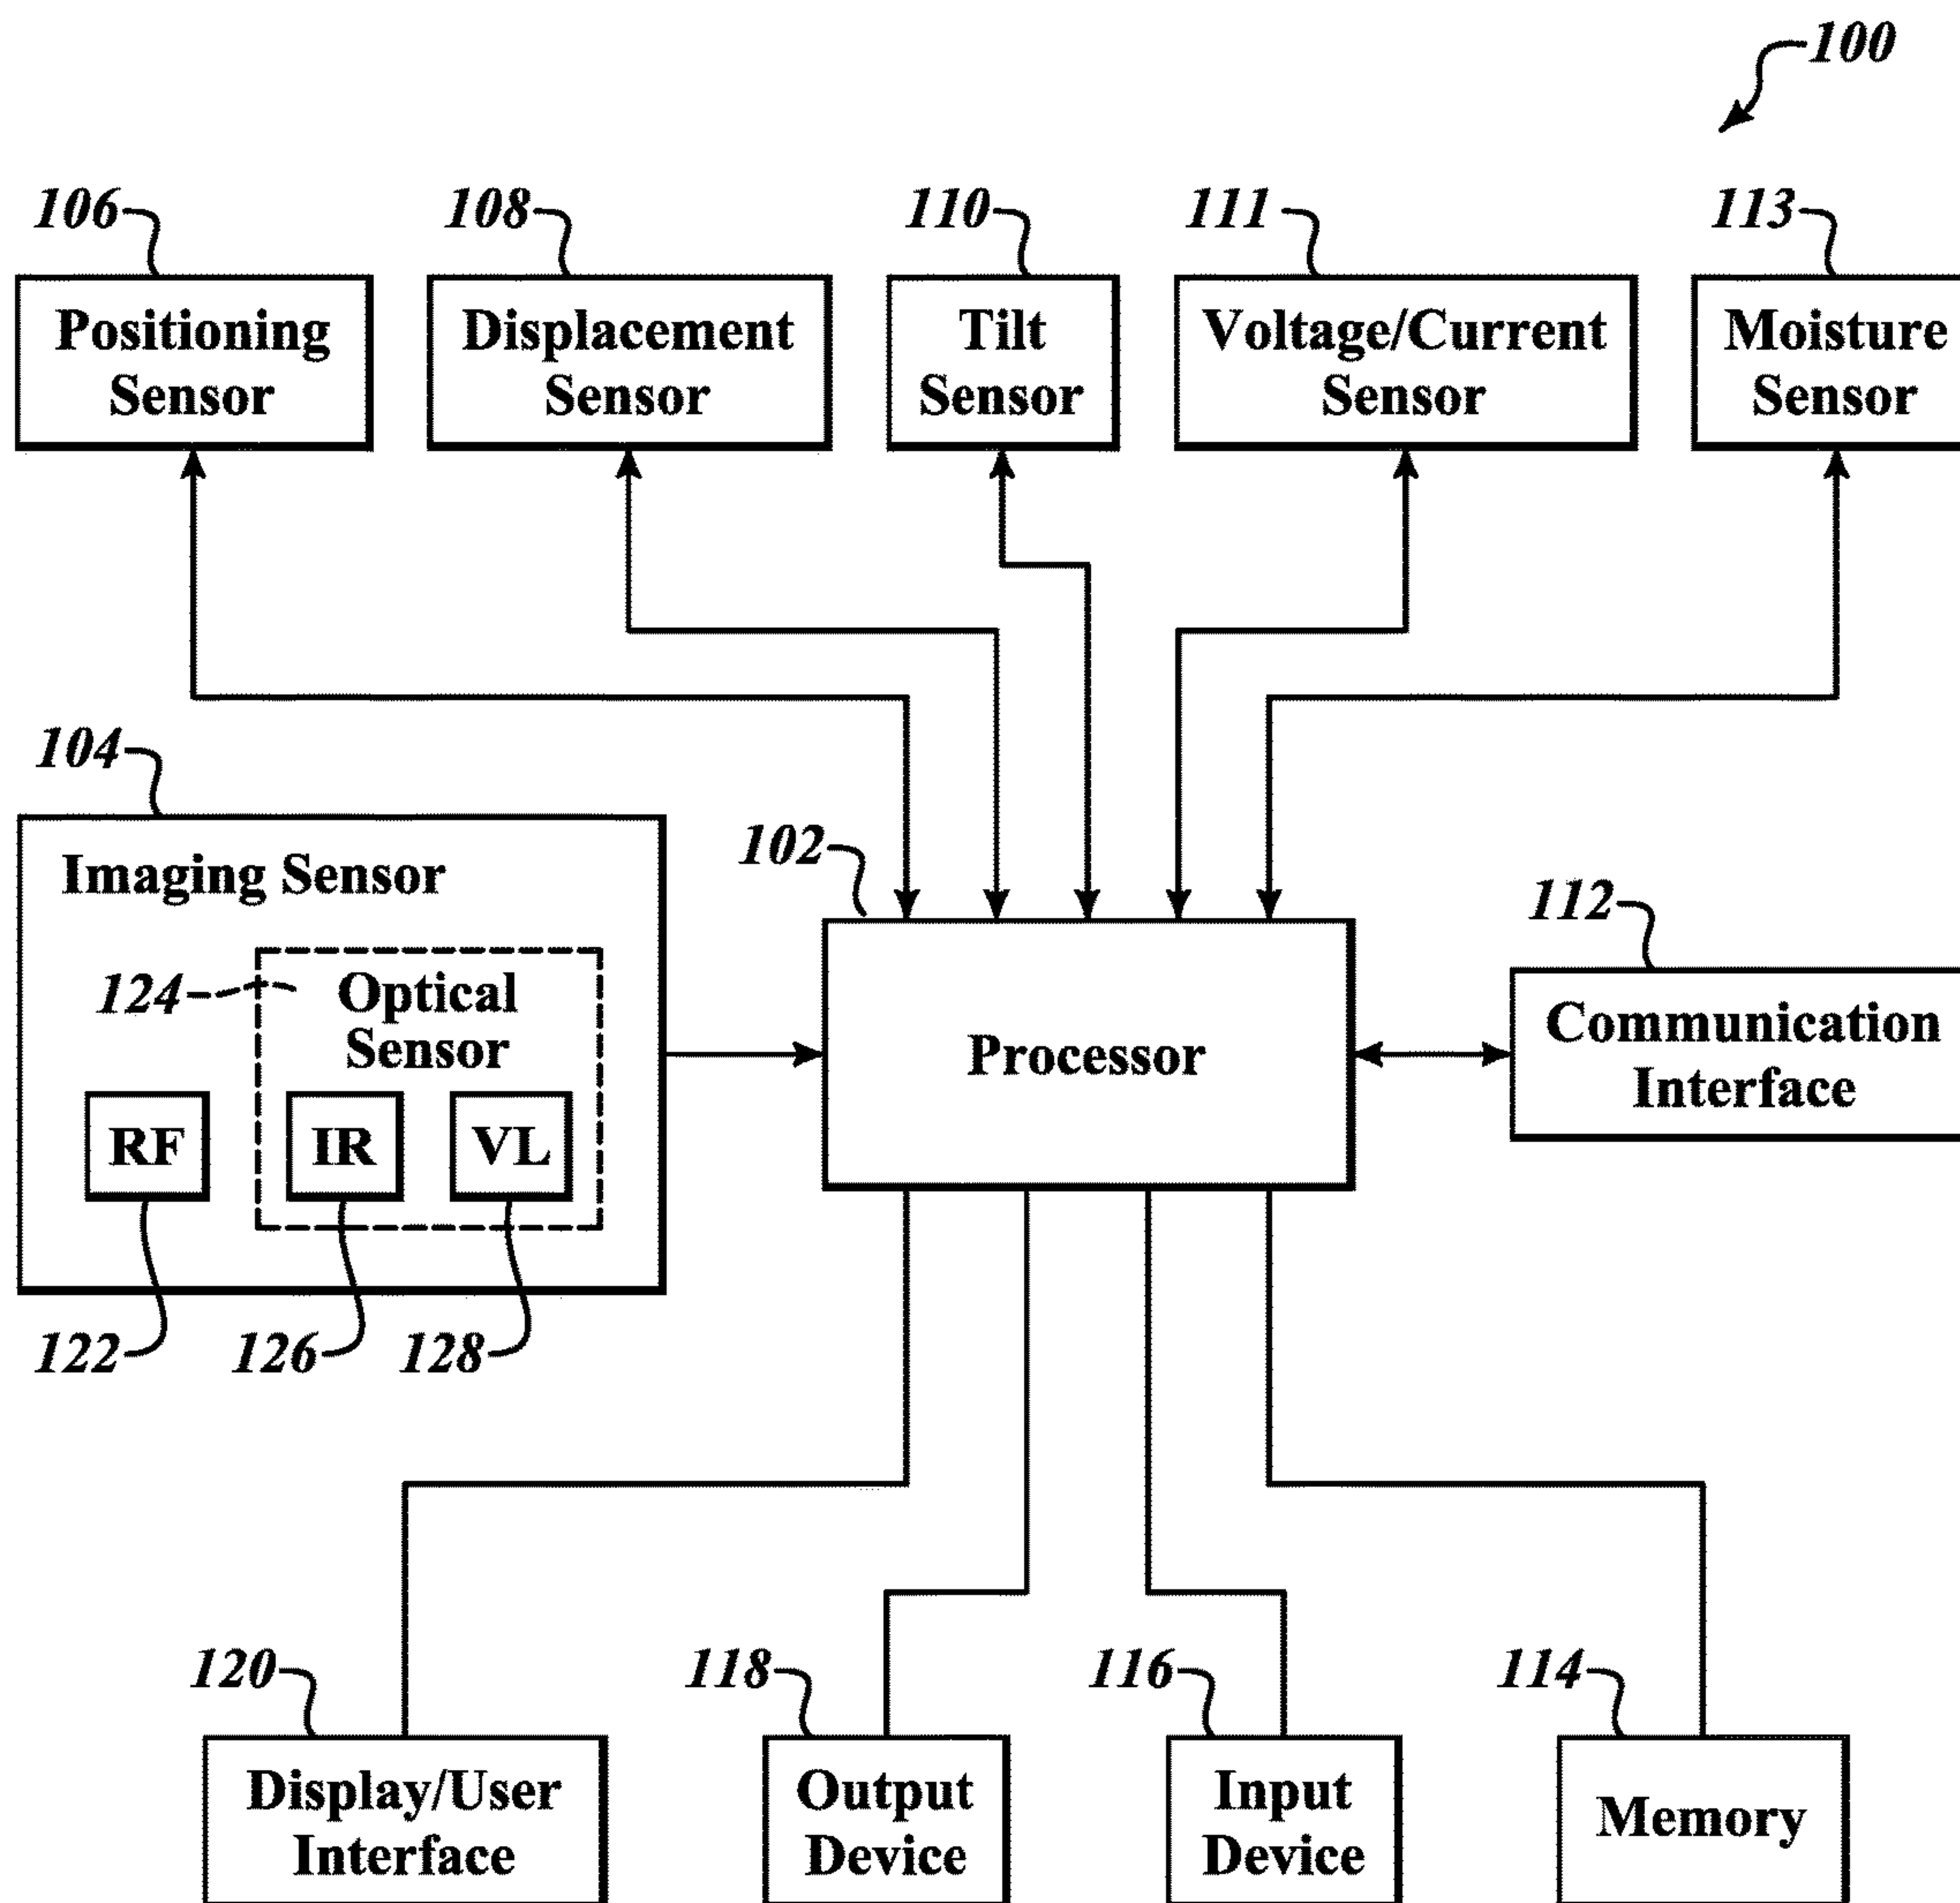 100
106
108
110
111
113
Positioning
Sensor
Displacement
Sensor
Tilt
Sensor
Voltage/Current
Sensor
Moisture
Sensor
104
Imaging Sensor
124
Optical
Sensor
RF
IR
VL
122
126
128
102
Processor
112
Communication
Interface
120
118
116
114
Display/User
Interface
Output
Device
Input
Device
Memory